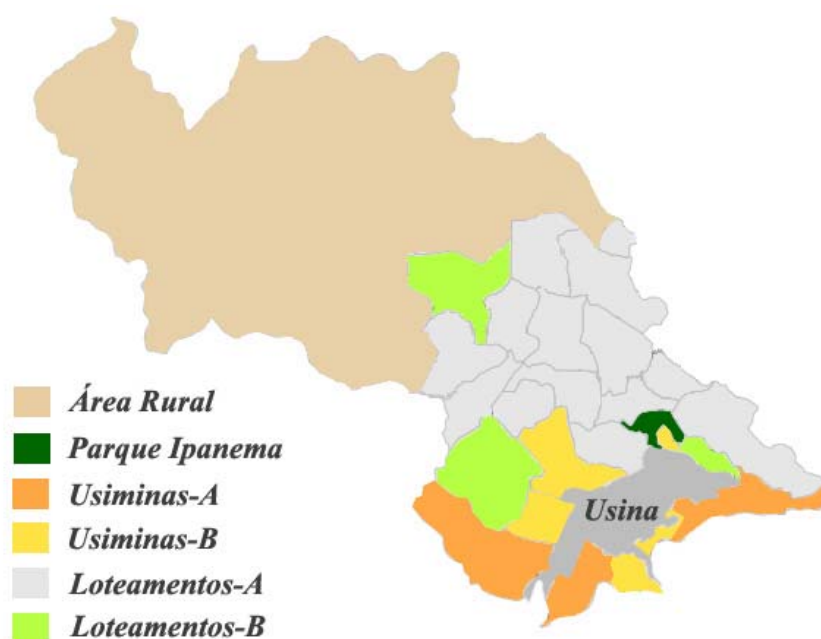 Área Rural
Parque Ipanema
Usiminas-A
Usiminas-B
Loteamentos-A
Loteamentos-B
Usina